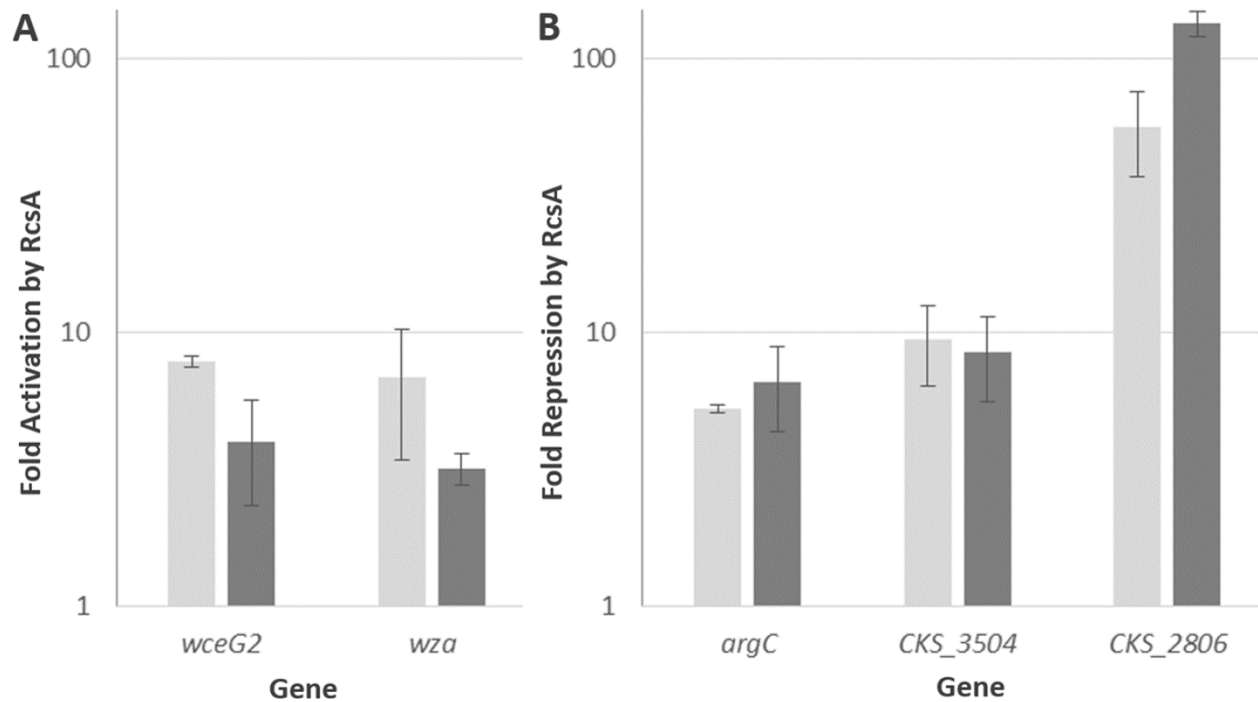 A
Fold Activation by RcsA
100
10
1
wceG2
wza
Gene
B
Fold Repression by RcsA
100
10
1
argC
CKS_3504
CKS_2806
Gene